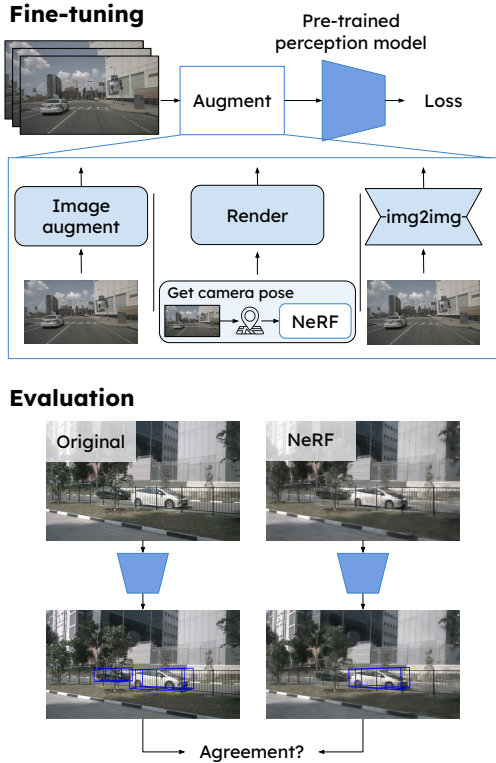 Fine-tuning
Pre-trained
perception model
Augment
Loss
Image
augment
Render
img2img
Get camera pose
NeRF
Evaluation
Original
NeRF
Agreement?